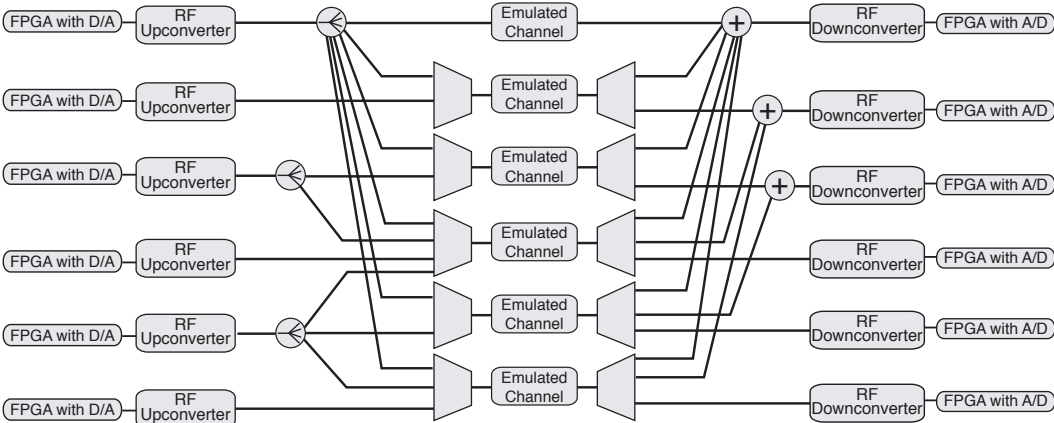 FPGA with D/A
RF
Upconverter
Emulated
Channel
+
RF
Downconverter
FPGA with A/D
FPGA with D/A
RF
Upconverter
Emulated
Channel
+
RF
Downconverter
FPGA with A/D
FPGA with D/A
RF
Upconverter
Emulated
Channel
+
RF
Downconverter
FPGA with A/D
FPGA with D/A
RF
Upconverter
Emulated
Channel
RF
Downconverter
FPGA with A/D
FPGA with D/A
RF
Upconverter
Emulated
Channel
RF
Downconverter
FPGA with A/D
FPGA with D/A
RF
Upconverter
Emulated
Channel
RF
Downconverter
FPGA with A/D